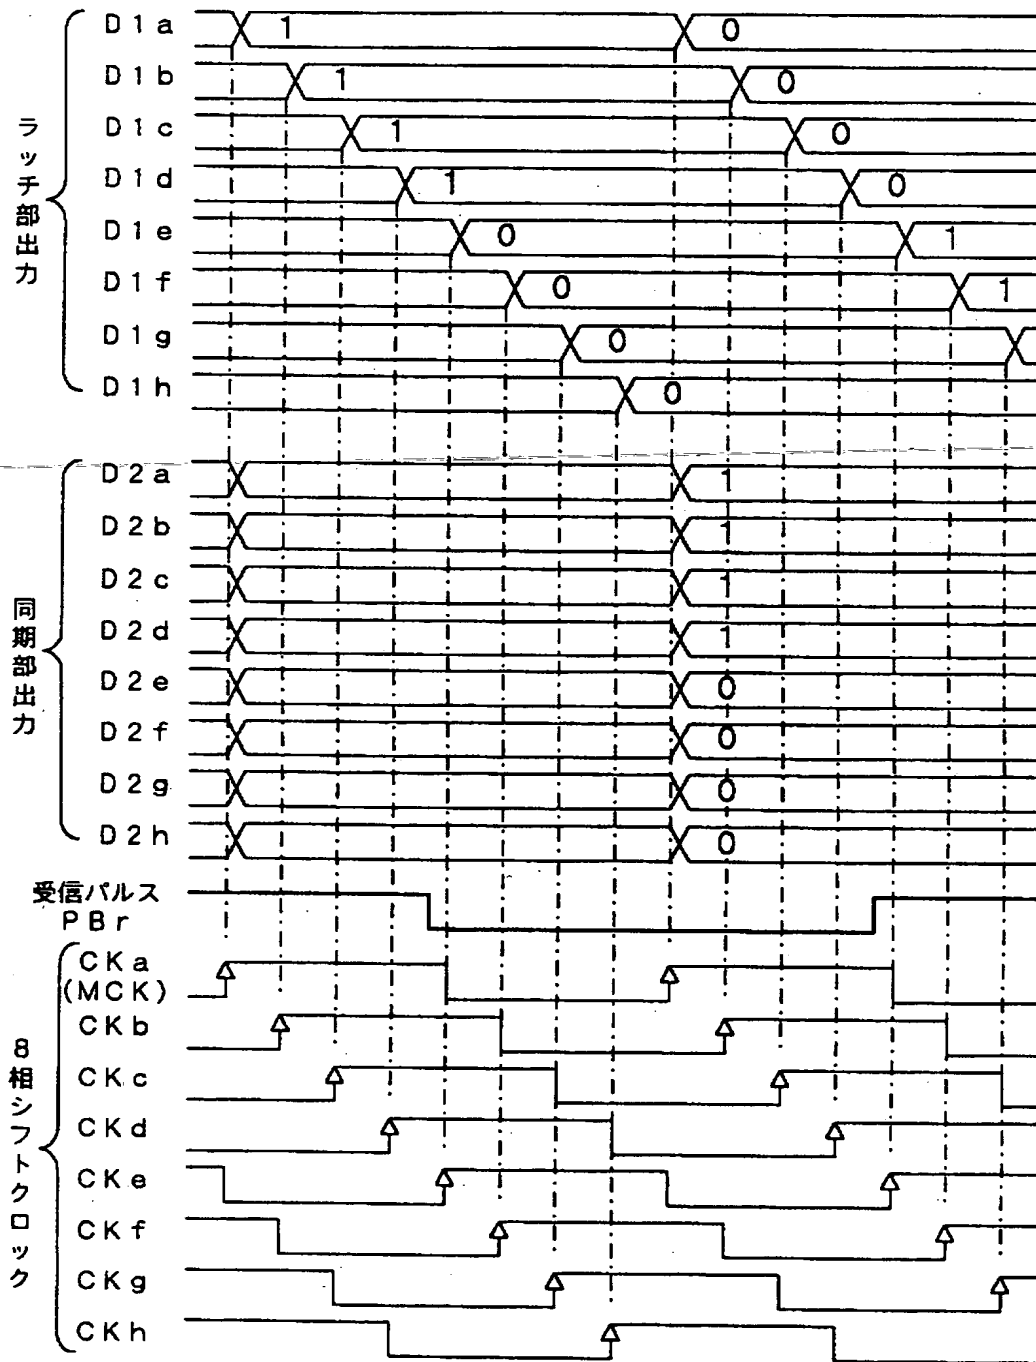 ラッチ部出力
D1a 1 0
D1b 1 0
D1c 1 0
D1d 1 0
D1e 0 1
D1f 0 1
D1g 0
D1h 0
同期部出力
D2a 1
D2b 1
D2c 1
D2d 1
D2e 0
D2f 0
D2g 0
D2h 0
受信パルス
PBr
8相シフトクロック
CKa
(MCK)
CKb
CKc
CKd
CKe
CKf
CKg
CKh